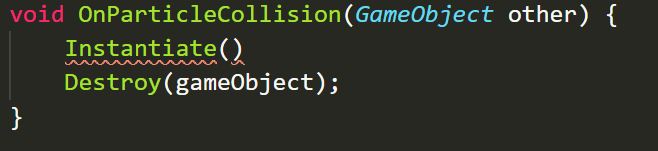 void OnParticleCollision(GameObject other) {
    Instantiate()
    Destroy(gameObject);
}